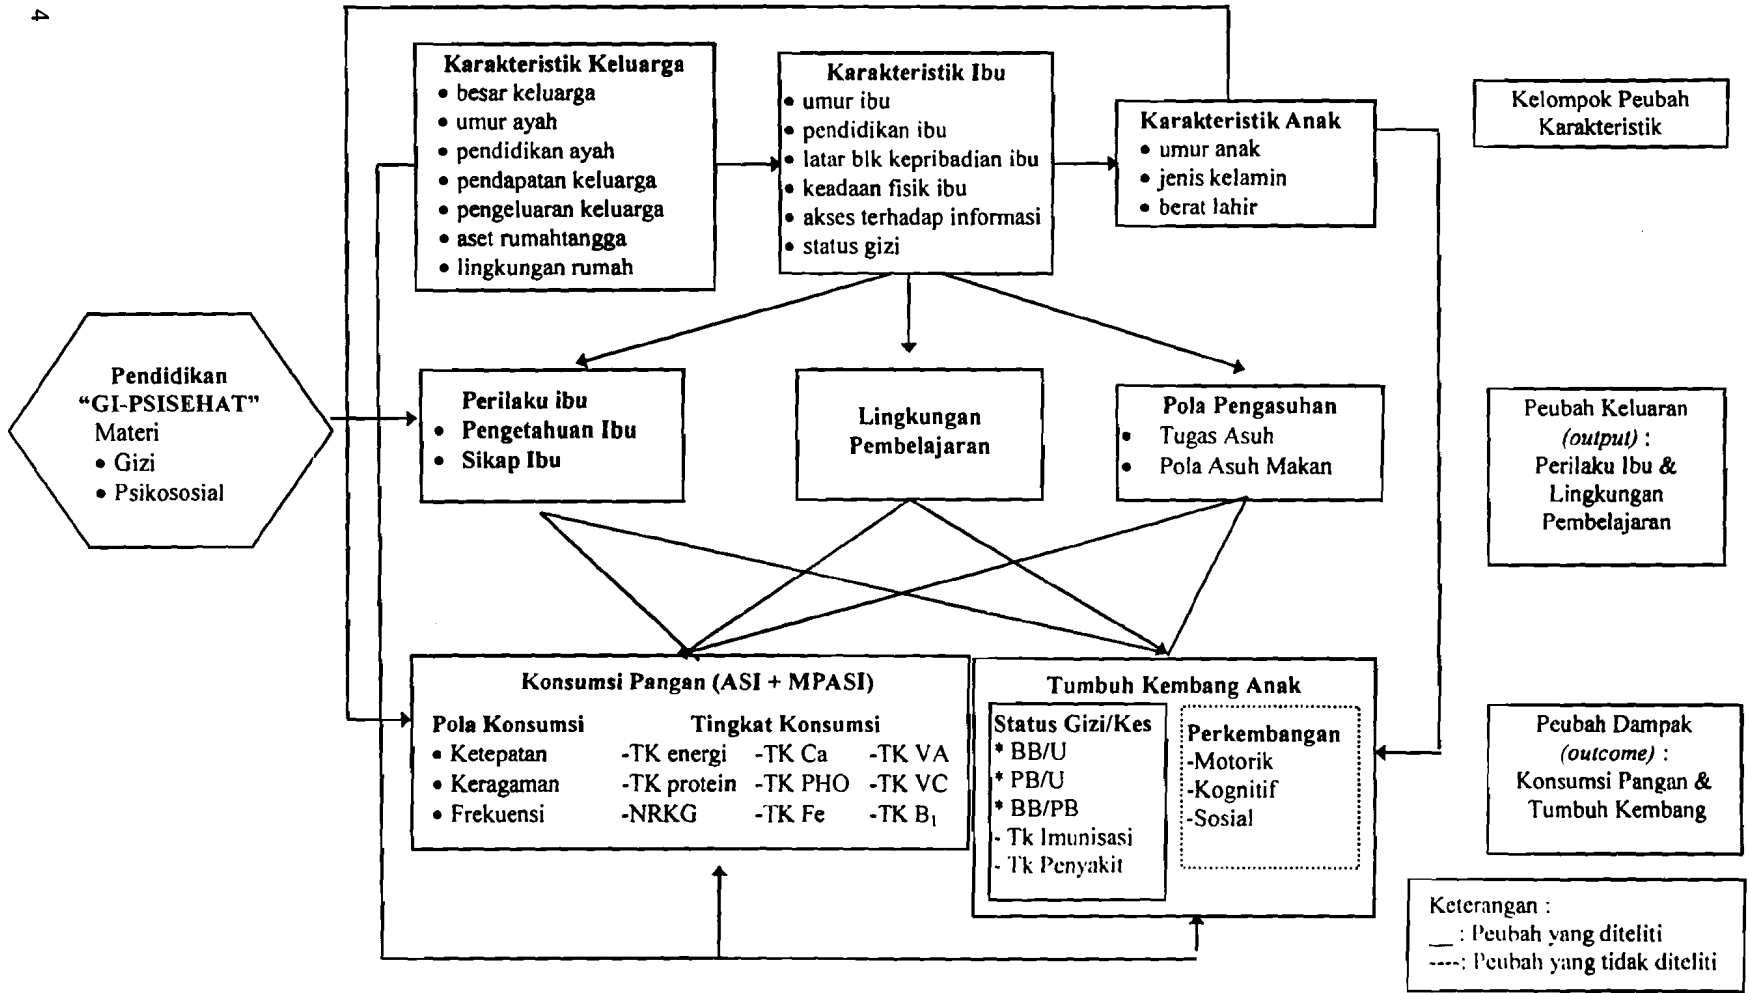 4
Karakteristik Keluarga
• besar keluarga
• umur ayah
• pendidikan ayah
• pendapatan keluarga
• pengeluaran keluarga
• aset rumahtangga
• lingkungan rumah
Karakteristik Ibu
• umur ibu
• pendidikan ibu
• latar blk kepribadian ibu
• keadaan fisik ibu
• akses terhadap informasi
• status gizi
Karakteristik Anak
• umur anak
• jenis kelamin
• berat lahir
Kelompok Peubah
Karakteristik
Pendidikan
“GI-PSISEHAT”
Materi
• Gizi
• Psikososial
Perilaku ibu
• Pengetahuan Ibu
• Sikap Ibu
Lingkungan
Pembelajaran
Pola Pengasuhan
• Tugas Asuh
• Pola Asuh Makan
Peubah Keluaran
(output) :
Perilaku Ibu &
Lingkungan
Pembelajaran
Konsumsi Pangan (ASI + MPASI)
Pola Konsumsi
• Ketepatan
• Keragaman
• Frekuensi
Tingkat Konsumsi
-TK energi -TK Ca -TK VA
-TK protein -TK PHO -TK VC
-NRKG -TK Fe -TK B₁
Tumbuh Kembang Anak
Status Gizi/Kes
* BB/U
* PB/U
* BB/PB
- Tk Imunisasi
- Tk Penyakit
Perkembangan
-Motorik
-Kognitif
-Sosial
Peubah Dampak
(outcome) :
Konsumsi Pangan &
Tumbuh Kembang
Keterangan :
__ : Peubah yang diteliti
----: Peubah yang tidak diteliti